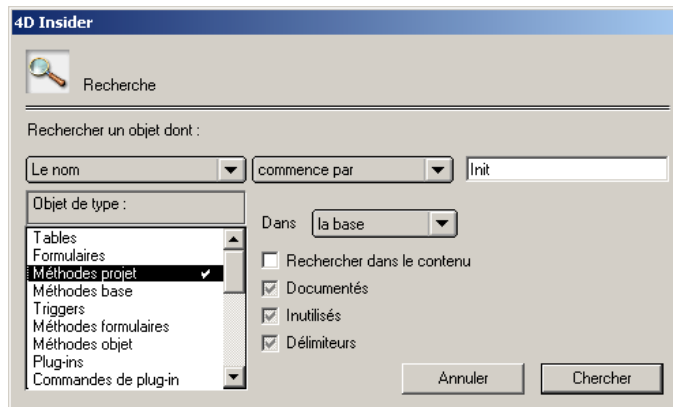 4D Insider
Recherche
Rechercher un objet dont :
Le nom
commence par
Init
Objet de type :
Tables
Formulaires
Méthodes projet
Méthodes base
Triggers
Méthodes formulaires
Méthodes objet
Plug-ins
Commandes de plug-in
Dans
la base
Rechercher dans le contenu
Documentés
Inutilisés
Délimiteurs
Annuler
Chercher